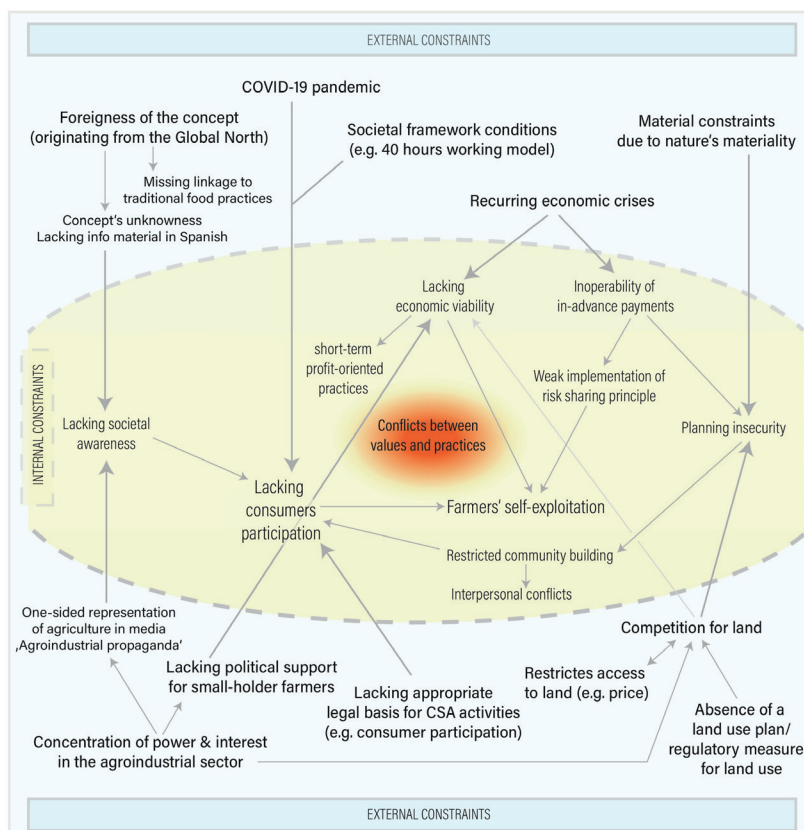 EXTERNAL CONSTRAINTS
COVID-19 pandemic
Foreigness of the concept
(originating from the Global North)
Societal framework conditions
(e.g. 40 hours working model)
Material constraints
due to nature's materiality
Missing linkage to
traditional food practices
Recurring economic crises
Concept's unknowness
Lacking info material in Spanish
Lacking
economic viability
Inoperability of
in-advance payments
short-term
profit-oriented
practices
Weak implementation of
risk sharing principle
INTERNAL CONSTRAINTS
Lacking societal
awareness
Conflicts between
values and practices
Planning insecurity
Lacking
consumers
participation
Farmers' self-exploitation
Restricted community building
Interpersonal conflicts
One-sided representation
of agriculture in media
‚Agroindustrial propaganda'
Competition for land
Lacking political support
for small-holder farmers
Restrictes access
to land (e.g. price)
Lacking appropriate
legal basis for CSA activities
(e.g. consumer participation)
Absence of a
land use plan/
regulatory measure
for land use
Concentration of power & interest
in the agroindustrial sector
EXTERNAL CONSTRAINTS